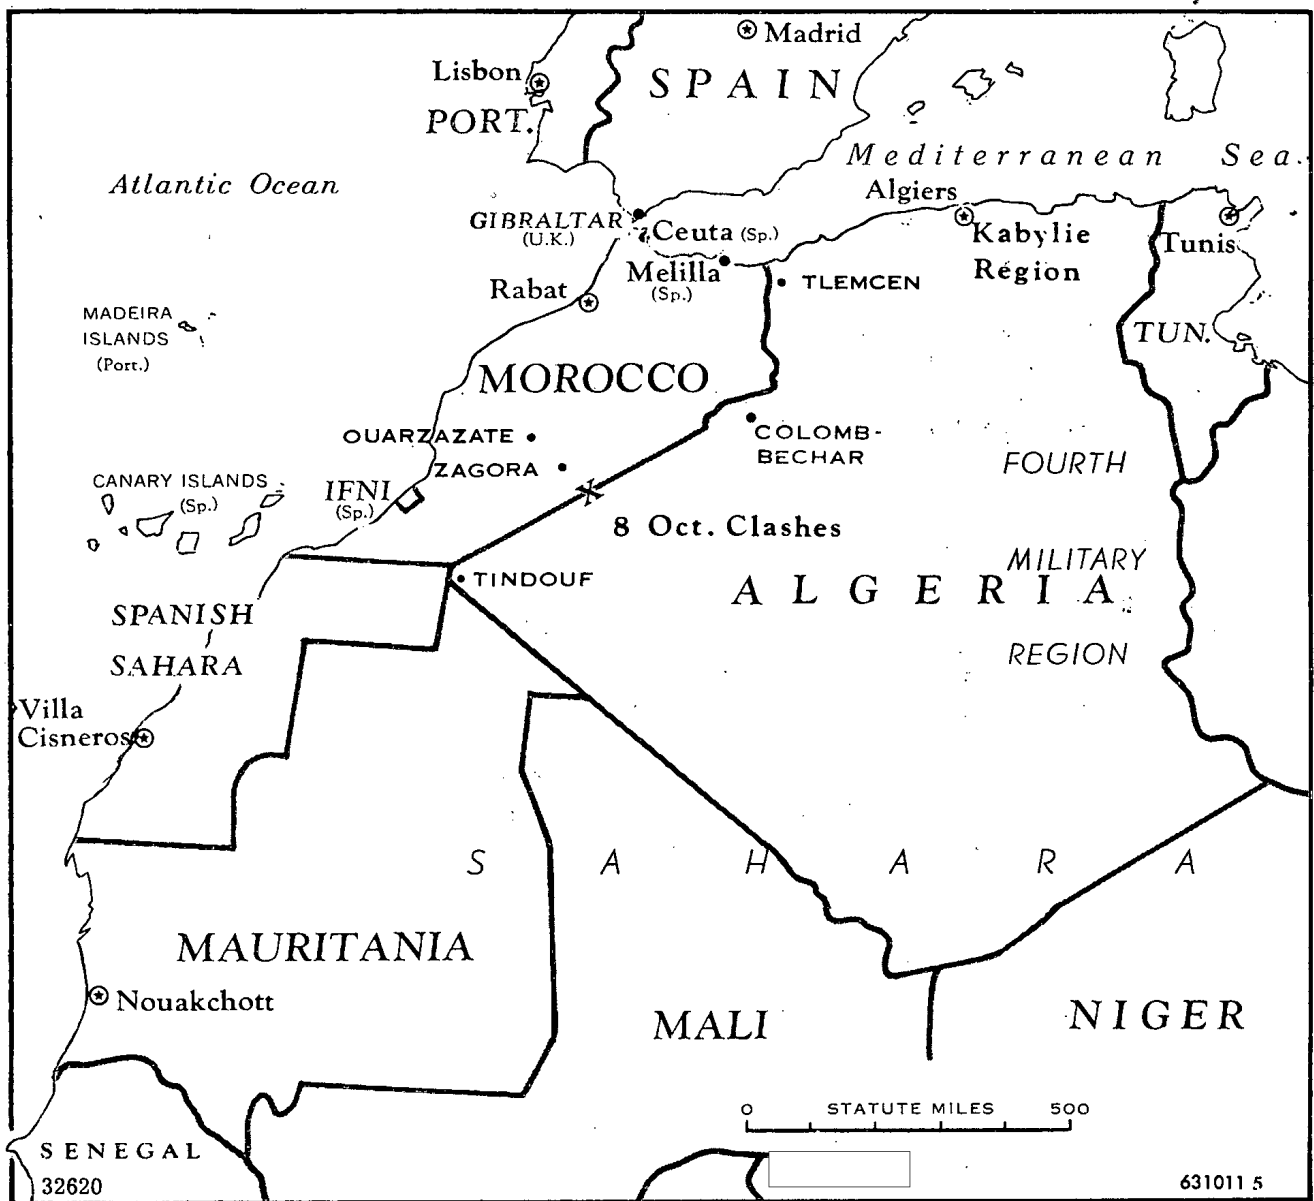 Madrid
Lisbon
SPAIN
PORT.
Mediterranean Sea
Atlantic Ocean
Algiers
GIBRALTAR
(U.K.)
Ceuta (Sp.)
Kabylie
Région
Tunis
Melilla
(Sp.)
TLEMCEN
Rabat
MADEIRA
ISLANDS
(Port.)
TUN.
MOROCCO
OUARZAZATE
COLOMB-
BECHAR
ZAGORA
FOURTH
CANARY ISLANDS
(Sp.)
IFNI
(Sp.)
8 Oct. Clashes
MILITARY
TINDOUF
ALGERIA
SPANISH
SAHARA
REGION
Villa
Cisneros
SAHARA
MAURITANIA
Nouakchott
MALI
NIGER
0 STATUTE MILES 500
SENEGAL
32620
631011 5